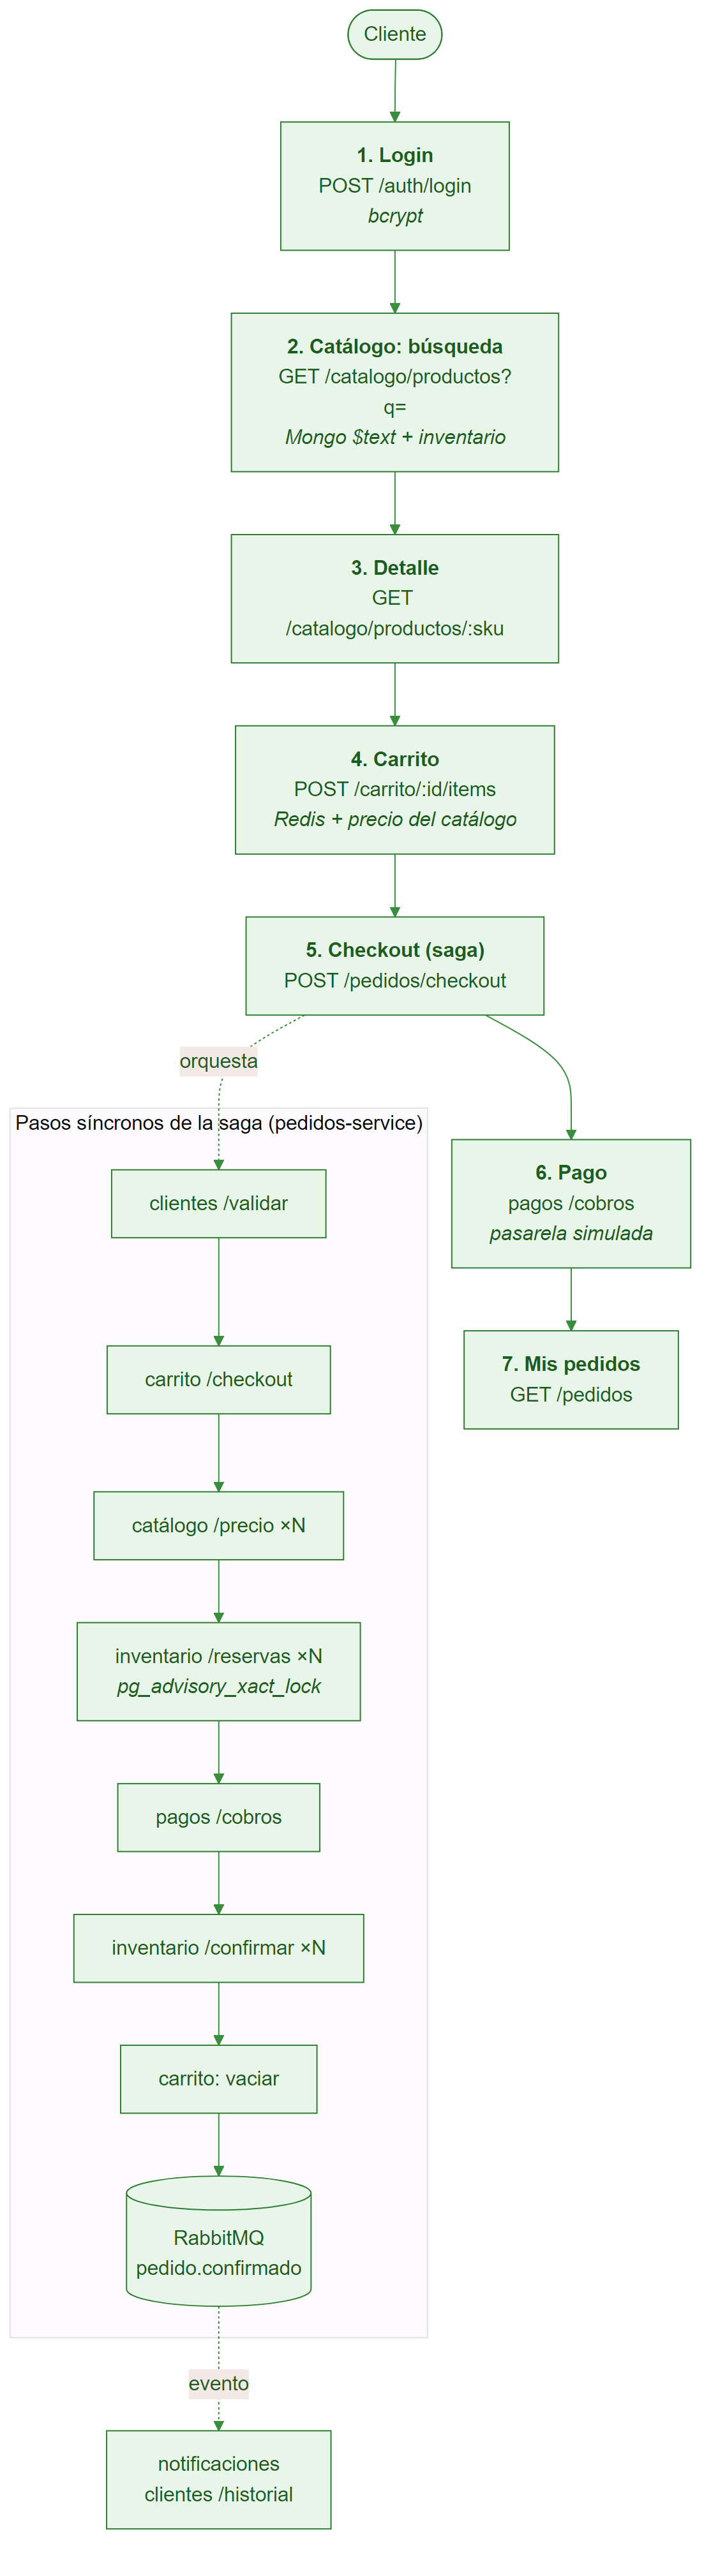 Cliente
1. Login
POST /auth/login
bcrypt
2. Catálogo: búsqueda
GET /catalogo/productos?
q=
Mongo $text + inventario
3. Detalle
GET
/catalogo/productos/:sku
4. Carrito
POST /carrito/:id/items
Redis + precio del catálogo
5. Checkout (saga)
POST /pedidos/checkout
orquesta
Pasos síncronos de la saga (pedidos-service)
clientes /validar
carrito /checkout
catálogo /precio ×N
inventario /reservas ×N
pg_advisory_xact_lock
pagos /cobros
inventario /confirmar ×N
carrito: vaciar
RabbitMQ
pedido.confirmado
evento
notificaciones
clientes /historial
6. Pago
pagos /cobros
pasarela simulada
7. Mis pedidos
GET /pedidos